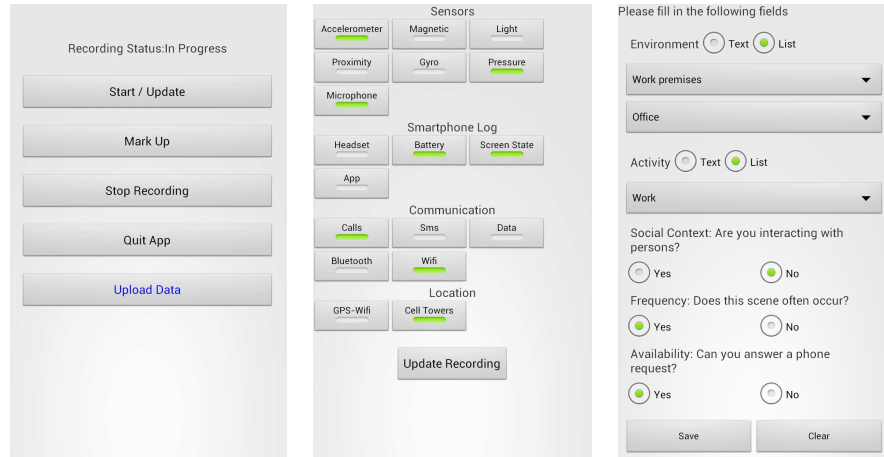 Recording Status:In Progress
Start / Update
Mark Up
Stop Recording
Quit App
Upload Data
Sensors
Accelerometer Magnetic Light
Proximity Gyro Pressure
Microphone
Smartphone Log
Headset Battery Screen State
App
Communication
Calls Sms Data
Bluetooth Wifi
Location
GPS-Wifi Cell Towers
Update Recording
Please fill in the following fields
Environment Text List
Work premises
Office
Activity Text List
Work
Social Context: Are you interacting with
persons?
Yes No
Frequency: Does this scene often occur?
Yes No
Availability: Can you answer a phone
request?
Yes No
Save Clear